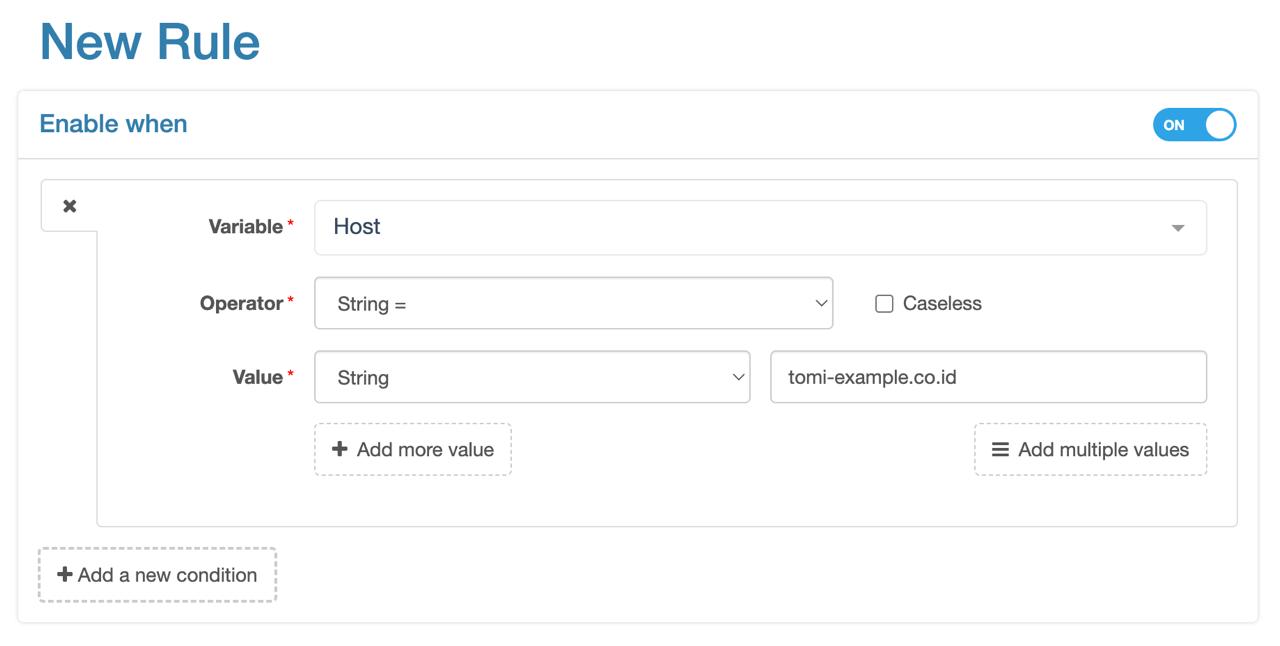 New Rule
Enable when
ON
Variable *
Host
Operator *
String =
Caseless
Value *
String
tomi-example.co.id
Add more value
Add multiple values
Add a new condition